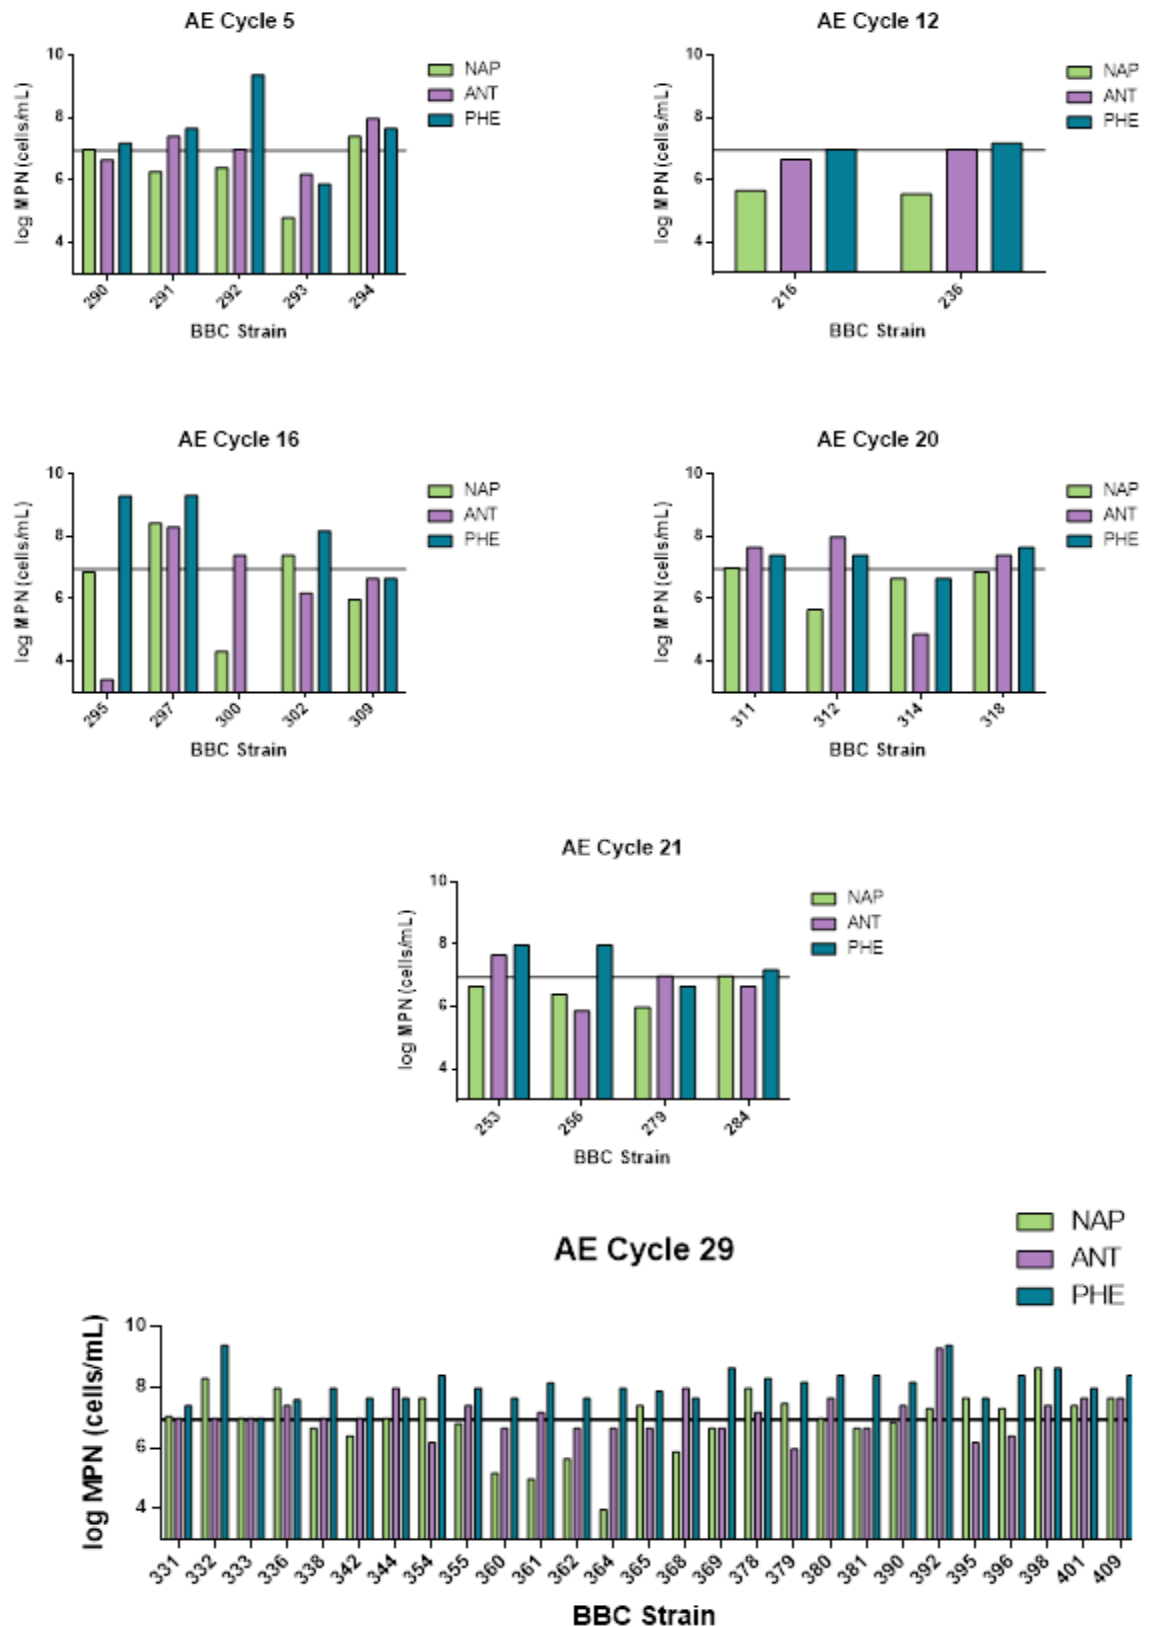 AE Cycle 5
NAP
ANT
PHE
log MPN (cells/mL)
10
8
6
4
290 291 292 293 294
BBC Strain
AE Cycle 12
NAP
ANT
PHE
log MPN (cells/mL)
10
8
6
4
216 236
BBC Strain
AE Cycle 16
NAP
ANT
PHE
log MPN (cells/mL)
10
8
6
4
295 297 300 302 309
BBC Strain
AE Cycle 20
NAP
ANT
PHE
log MPN (cells/mL)
10
8
6
4
311 312 314 318
BBC Strain
AE Cycle 21
NAP
ANT
PHE
log MPN (cells/mL)
10
8
6
4
253 256 279 284
BBC Strain
AE Cycle 29
NAP
ANT
PHE
log MPN (cells/mL)
10
8
6
4
331 332 333 336 338 342 344 354 355 360 361 362 364 365 368 369 378 379 380 381 390 392 395 396 398 401 409
BBC Strain